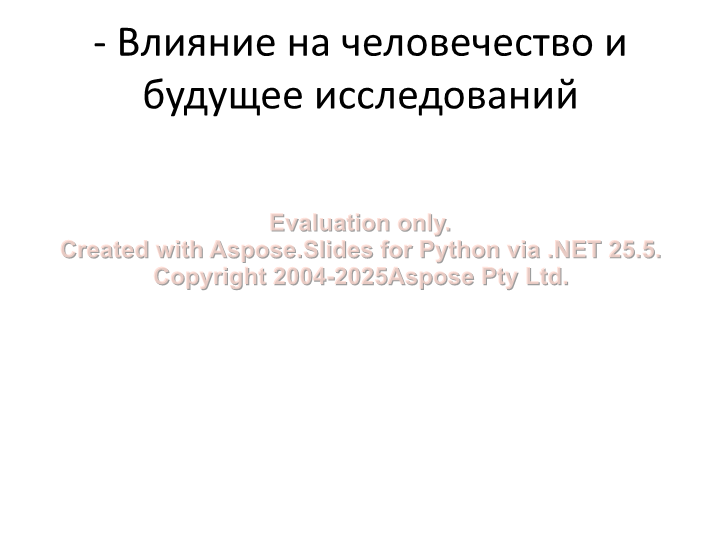 - Влияние на человечество и
будущее исследований
Evaluation only.
Created with Aspose.Slides for Python via .NET 25.5.
Copyright 2004-2025Aspose Pty Ltd.